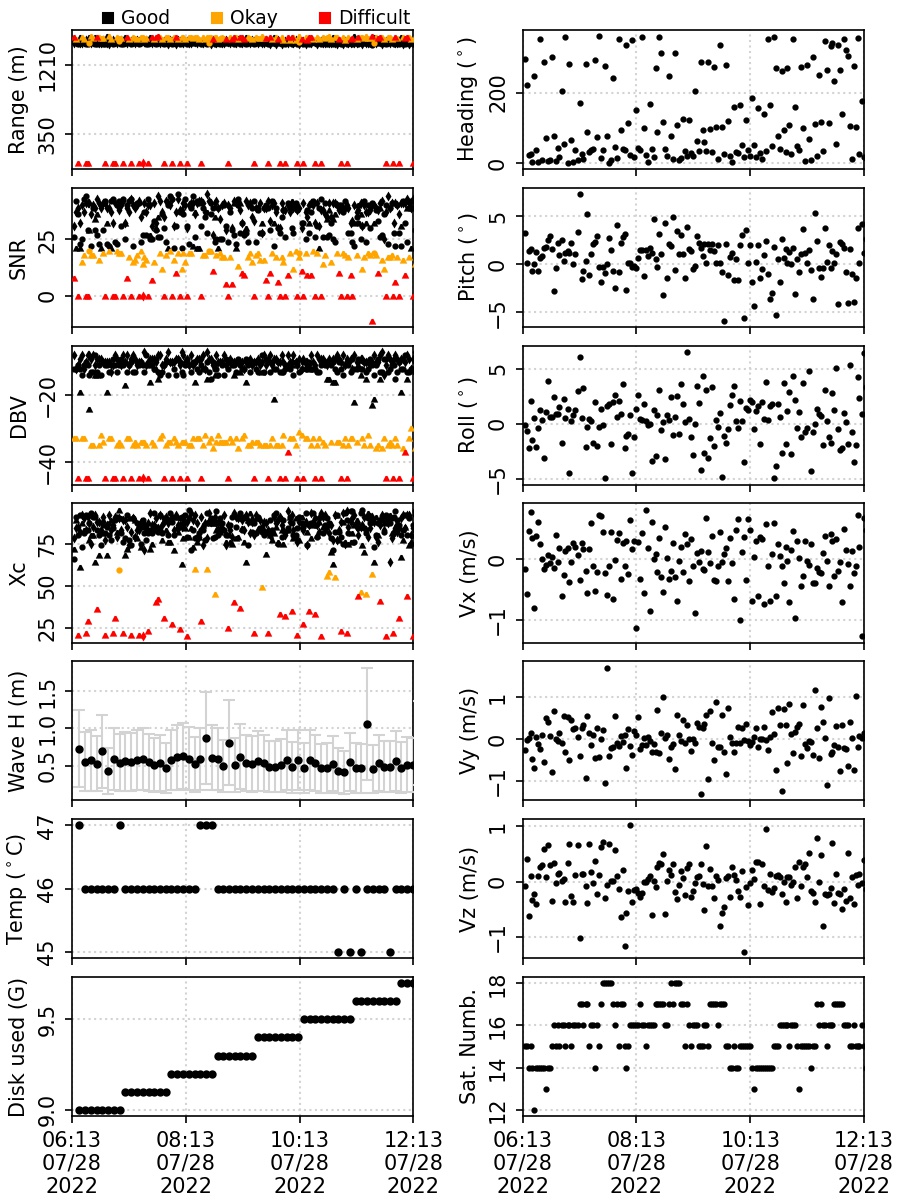 Good Okay Difficult
Range (m)
1210
350
Heading (°)
200
0
SNR
25
0
Pitch (°)
5
0
−5
DBV
−20
−40
Roll (°)
5
0
−5
Xc
75
50
25
Vx (m/s)
0
−1
Wave H (m)
1.5
1.0
0.5
Vy (m/s)
1
0
−1
Temp (°C)
47
46
45
Vz (m/s)
1
0
−1
Disk used (G)
9.5
9.0
Sat. Numb.
18
16
14
12
06:13 08:13 10:13 12:13
07/28 07/28 07/28 07/28
2022 2022 2022 2022
06:13 08:13 10:13 12:13
07/28 07/28 07/28 07/28
2022 2022 2022 2022